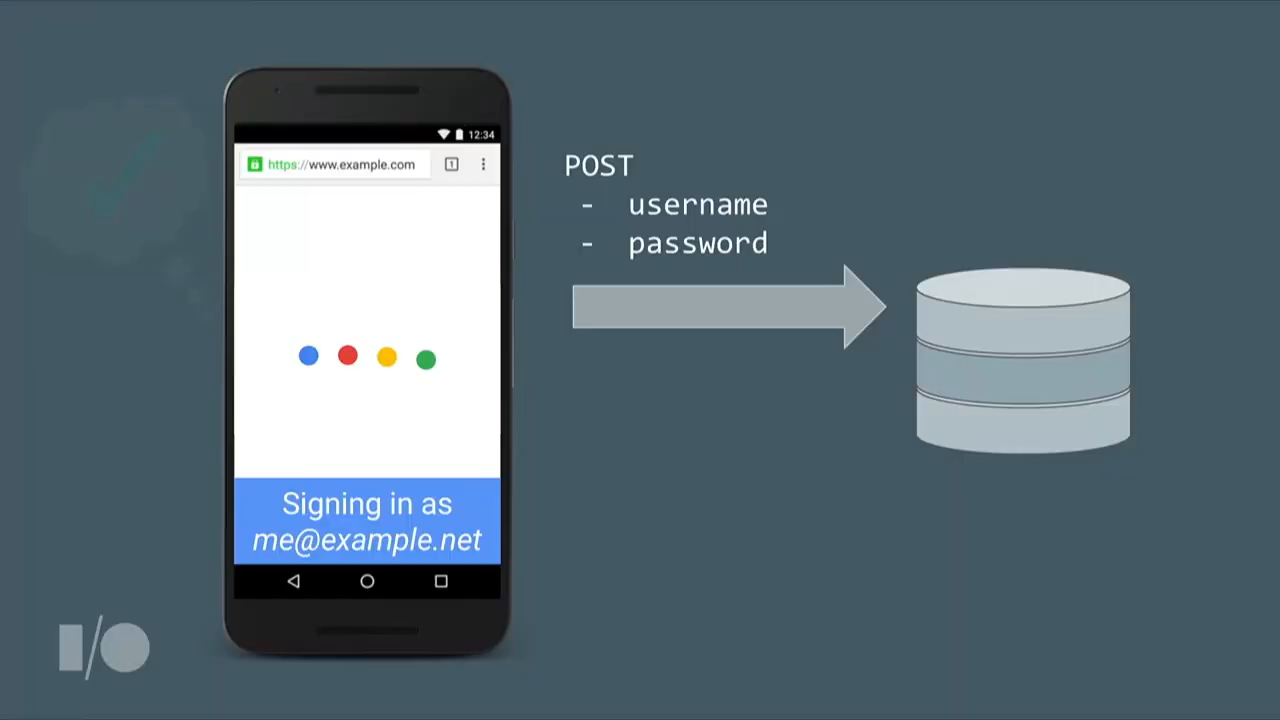 12:34
https://www.example.com
1
POST
- username
- password
Signing in as
me@example.net
I/O